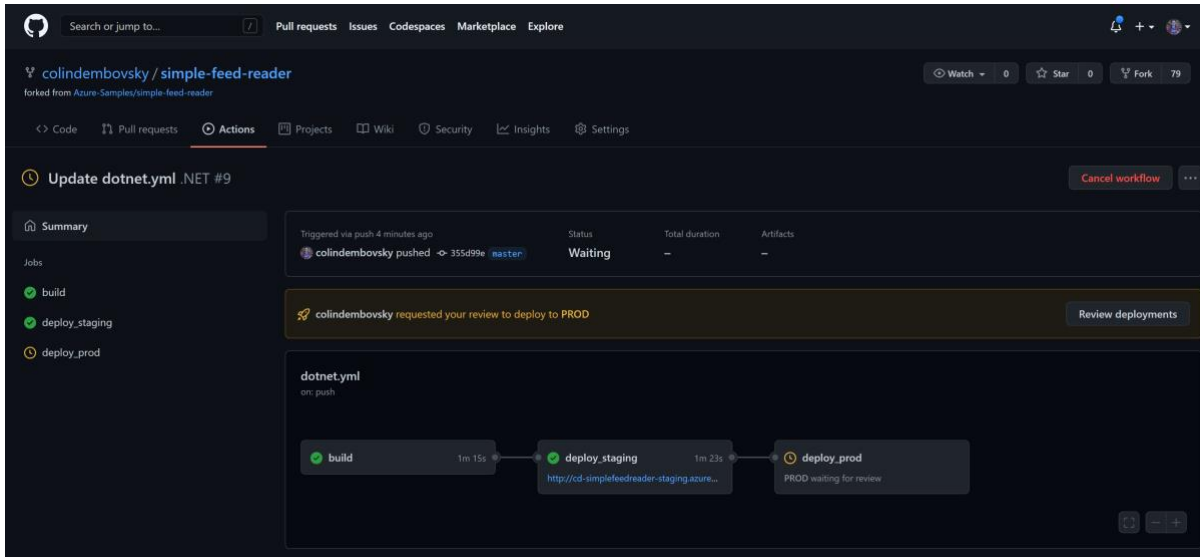 Search or jump to... /
Pull requests Issues Codespaces Marketplace Explore
colindembovsky / simple-feed-reader
forked from Azure-Samples/simple-feed-reader
Watch 0 Star 0 Fork 79
Code Pull requests Actions Projects Wiki Security Insights Settings
Update dotnet.yml .NET #9
Cancel workflow ...
Summary
Jobs
build
deploy_staging
deploy_prod
Triggered via push 4 minutes ago
colindembovsky pushed 355d99e master
Status
Waiting
Total duration
–
Artifacts
–
colindembovsky requested your review to deploy to PROD
Review deployments
dotnet.yml
on: push
build 1m 15s
deploy_staging 1m 23s
http://cd-simplefeedreader-staging.azure...
deploy_prod
PROD waiting for review